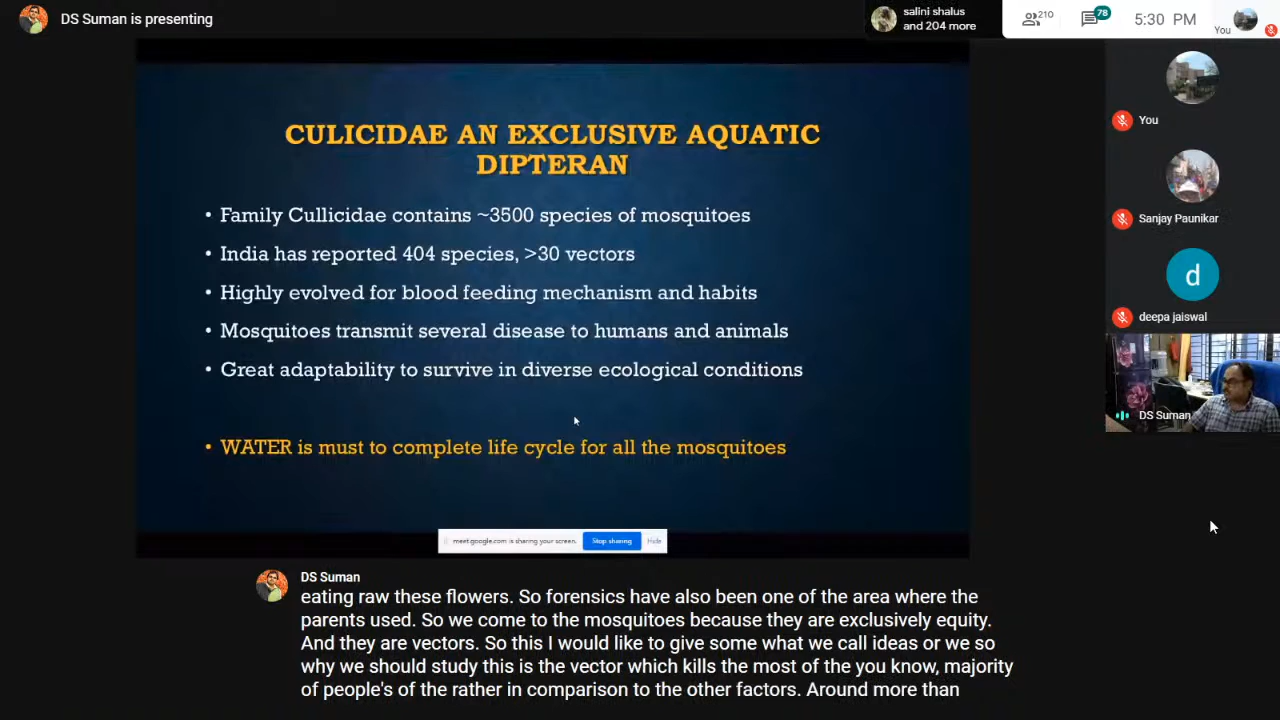 DS Suman is presenting
salini shalus
and 204 more
210
78
5:30 PM
You
You
Sanjay Paunikar
d
deepa jaiswal
DS Suman
CULICIDAE AN EXCLUSIVE AQUATIC
DIPTERAN
• Family Cullicidae contains ~3500 species of mosquitoes
• India has reported 404 species, >30 vectors
• Highly evolved for blood feeding mechanism and habits
• Mosquitoes transmit several disease to humans and animals
• Great adaptability to survive in diverse ecological conditions
• WATER is must to complete life cycle for all the mosquitoes
meet.google.com is sharing your screen.
Stop sharing
Hide
DS Suman
eating raw these flowers. So forensics have also been one of the area where the
parents used. So we come to the mosquitoes because they are exclusively equity.
And they are vectors. So this I would like to give some what we call ideas or we so
why we should study this is the vector which kills the most of the you know, majority
of people's of the rather in comparison to the other factors. Around more than